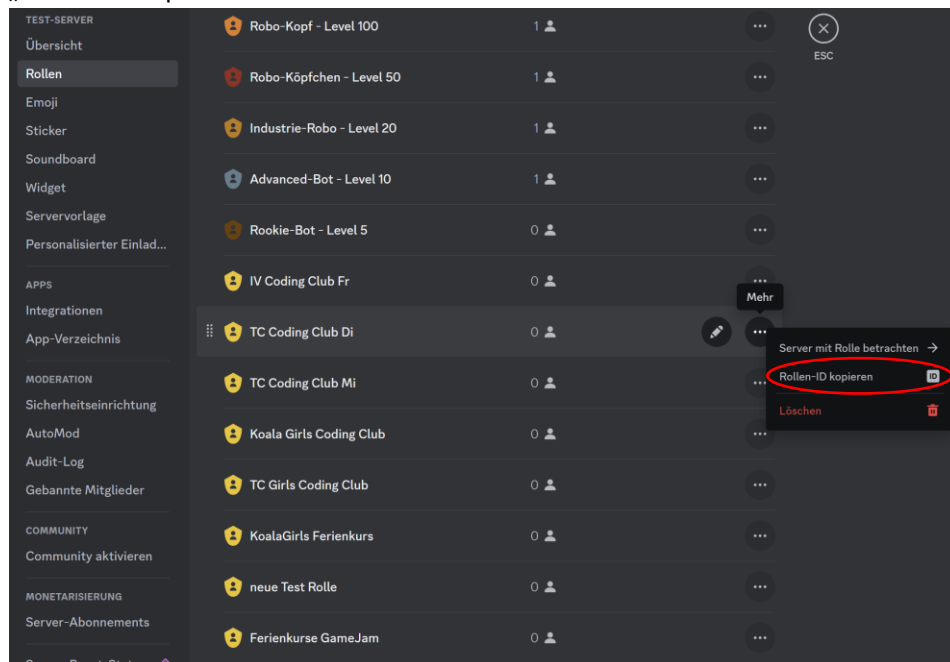 TEST-SERVER
Übersicht
Rollen
Emoji
Sticker
Soundboard
Widget
Servervorlage
Personalisierter Einlad...
APPS
Integrationen
App-Verzeichnis
MODERATION
Sicherheitseinrichtung
AutoMod
Audit-Log
Gebannte Mitglieder
COMMUNITY
Community aktivieren
MONETARISIERUNG
Server-Abonnements
Robo-Kopf - Level 100 1
Robo-Köpfchen - Level 50 1
Industrie-Robo - Level 20 1
Advanced-Bot - Level 10 1
Rookie-Bot - Level 5 0
IV Coding Club Fr 0
TC Coding Club Di 0
TC Coding Club Mi 0
Koala Girls Coding Club 0
TC Girls Coding Club 0
KoalaGirls Ferienkurs 0
neue Test Rolle 0
Ferienkurse GameJam 0
ESC
Mehr
Server mit Rolle betrachten
Rollen-ID kopieren ID
Löschen